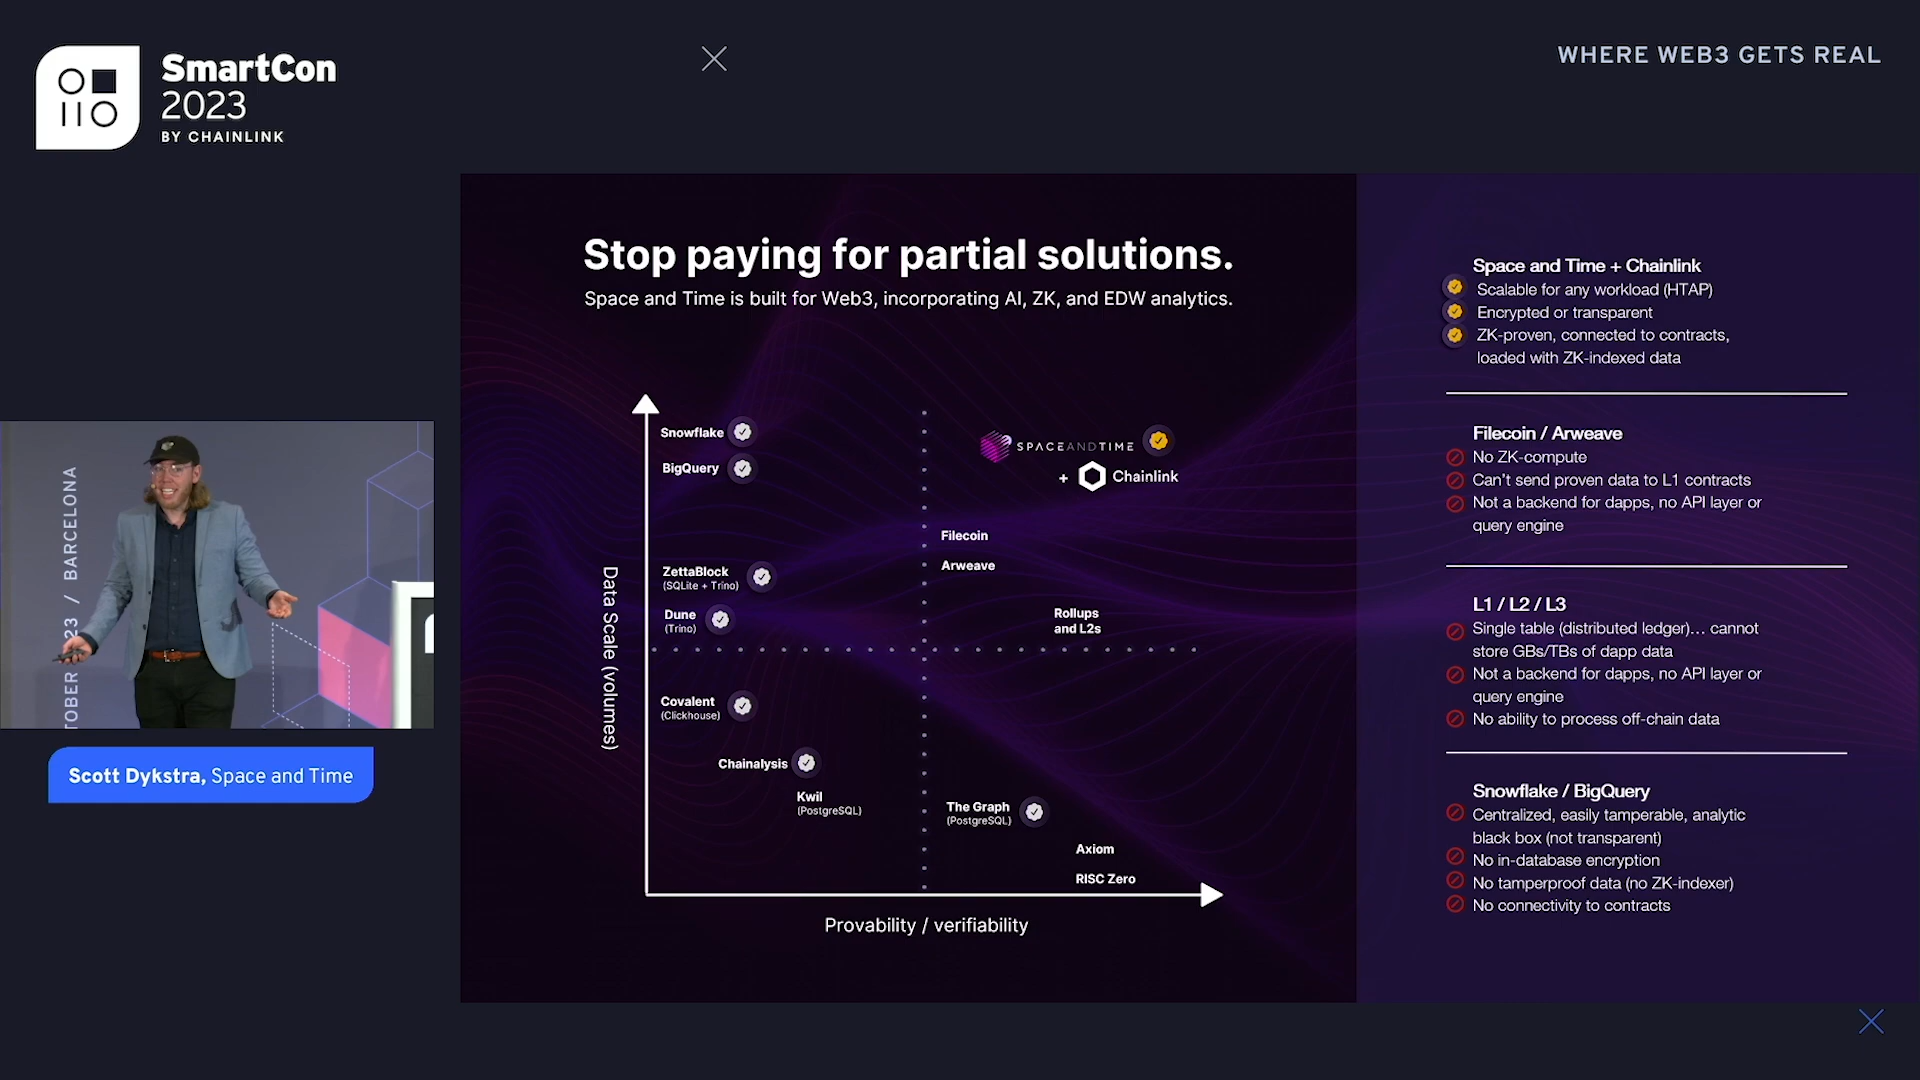 SmartCon
2023
BY CHAINLINK
WHERE WEB3 GETS REAL
TOBER 2023 / BARCELONA
Scott Dykstra, Space and Time
Stop paying for partial solutions.
Space and Time is built for Web3, incorporating AI, ZK, and EDW analytics.
Data Scale (volumes)
Snowflake
BigQuery
SPACEANDTIME
+ Chainlink
Filecoin
Arweave
ZettaBlock
(SQLite + Trino)
Dune
(Trino)
Rollups
and L2s
Covalent
(Clickhouse)
Chainalysis
Kwil
(PostgreSQL)
The Graph
(PostgreSQL)
Axiom
RISC Zero
Provability / verifiability
Space and Time + Chainlink
Scalable for any workload (HTAP)
Encrypted or transparent
ZK-proven, connected to contracts,
loaded with ZK-indexed data
Filecoin / Arweave
No ZK-compute
Can't send proven data to L1 contracts
Not a backend for dapps, no API layer or
query engine
L1 / L2 / L3
Single table (distributed ledger)... cannot
store GBs/TBs of dapp data
Not a backend for dapps, no API layer or
query engine
No ability to process off-chain data
Snowflake / BigQuery
Centralized, easily tamperable, analytic
black box (not transparent)
No in-database encryption
No tamperproof data (no ZK-indexer)
No connectivity to contracts